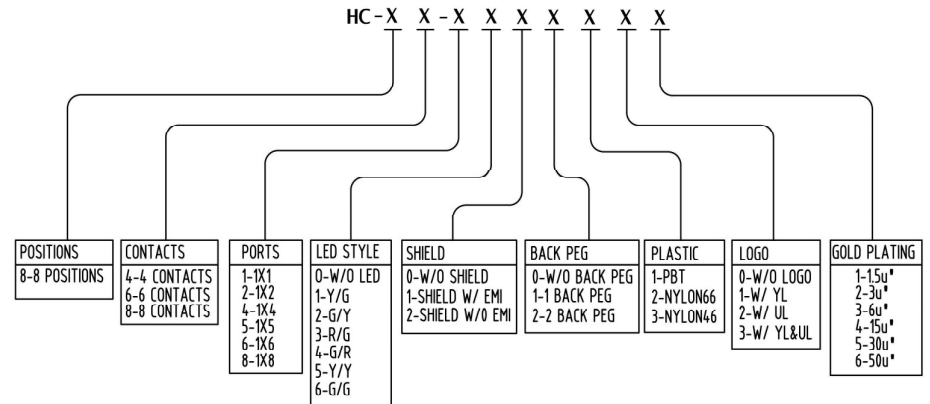 HC-X X-X X X X X X X
POSITIONS
8-8 POSITIONS
CONTACTS
4-4 CONTACTS
6-6 CONTACTS
8-8 CONTACTS
PORTS
1-1X1
2-1X2
4-1X4
5-1X5
6-1X6
8-1X8
LED STYLE
0-W/O LED
1-Y/G
2-G/Y
3-R/G
4-G/R
5-Y/Y
6-G/G
SHIELD
0-W/O SHIELD
1-SHIELD W/ EMI
2-SHIELD W/O EMI
BACK PEG
0-W/O BACK PEG
1-1 BACK PEG
2-2 BACK PEG
PLASTIC
1-PBT
2-NYLON66
3-NYLON46
LOGO
0-W/O LOGO
1-W/ YL
2-W/ UL
3-W/ YL&UL
GOLD PLATING
1-1.5u"
2-3u"
3-6u"
4-15u"
5-30u"
6-50u"